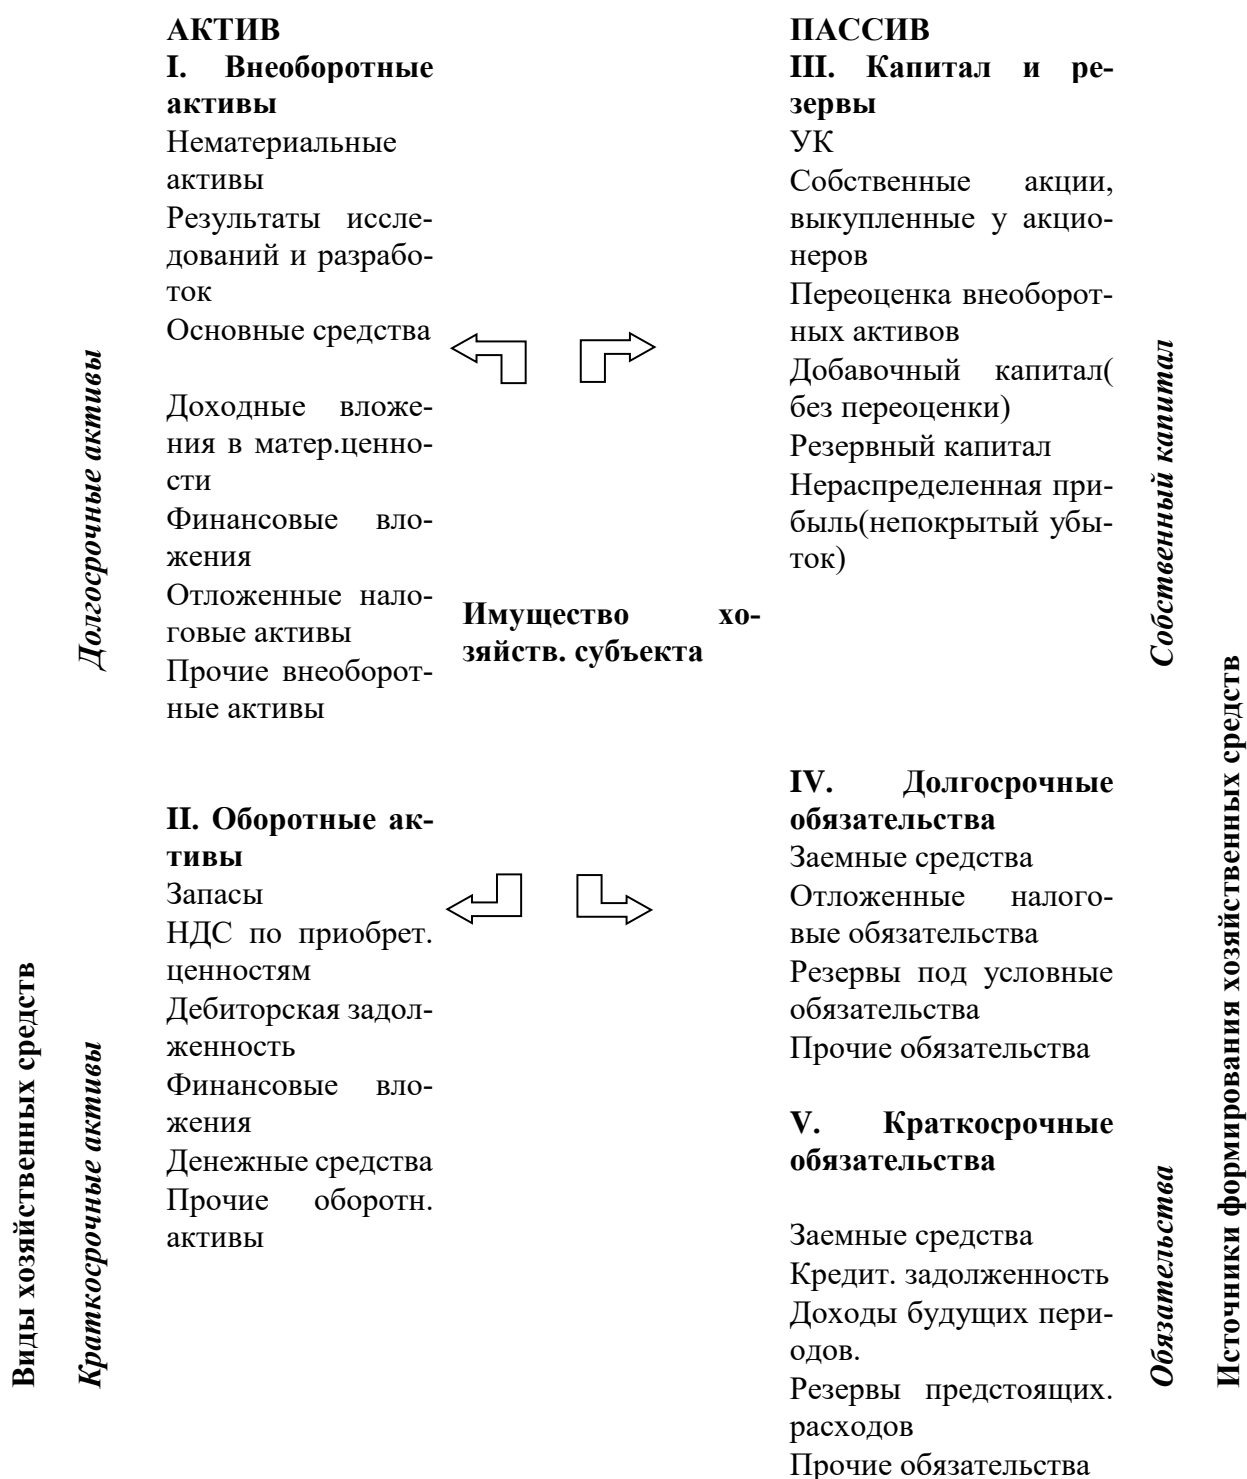 АКТИВ
I. Внеоборотные
активы
Нематериальные
активы
Результаты иссле-
дований и разрабо-
ток
Основные средства
Доходные вложе-
ния в матер.ценно-
сти
Финансовые вло-
жения
Отложенные нало-
говые активы
Прочие внеоборот-
ные активы
II. Оборотные ак-
тивы
Запасы
НДС по приобрет.
ценностям
Дебиторская задол-
женность
Финансовые вло-
жения
Денежные средства
Прочие оборотн.
активы
Долгосрочные активы
Краткосрочные активы
Виды хозяйственных средств
Имущество хо-
зяйств. субъекта
ПАССИВ
III. Капитал и ре-
зервы
УК
Собственные акции,
выкупленные у акцио-
неров
Переоценка внеоборот-
ных активов
Добавочный капитал(
без переоценки)
Резервный капитал
Нераспределенная при-
быль(непокрытый убы-
ток)
IV. Долгосрочные
обязательства
Заемные средства
Отложенные налого-
вые обязательства
Резервы под условные
обязательства
Прочие обязательства
V. Краткосрочные
обязательства
Заемные средства
Кредит. задолженность
Доходы будущих пери-
одов.
Резервы предстоящих.
расходов
Прочие обязательства
Собственный капитал
Обязательства
Источники формирования хозяйственных средств